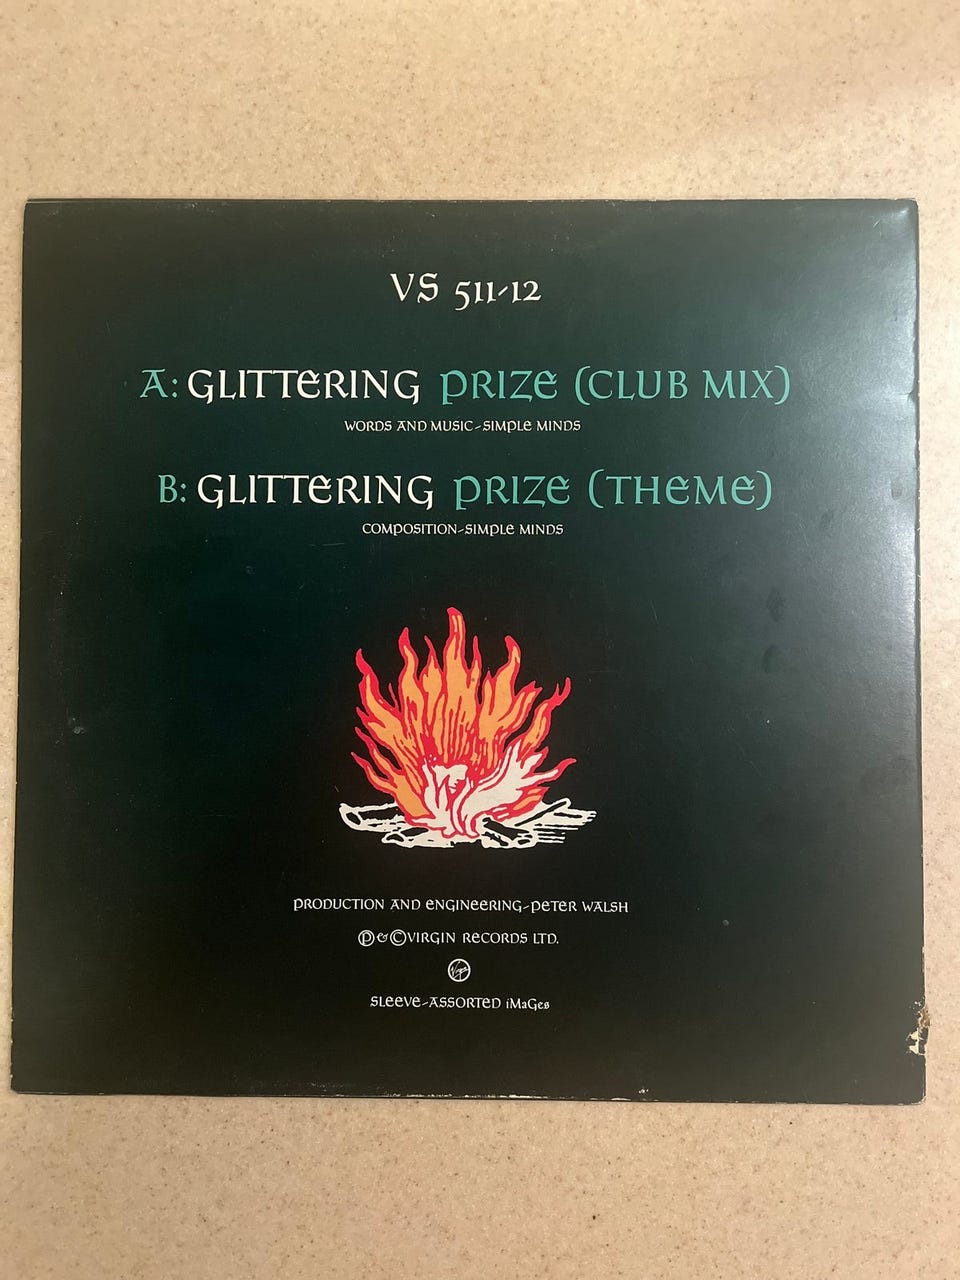 VS 511-12
A: GLITTERING PRIZE (CLUB MIX)
WORDS AND MUSIC-SIMPLE MINDS
B: GLITTERING PRIZE (THEME)
COMPOSITION-SIMPLE MINDS
PRODUCTION AND ENGINEERING-PETER WALSH
Ⓟ&©VIRGIN RECORDS LTD.
Virgin
SLEEVE-ASSORTED iMaGes